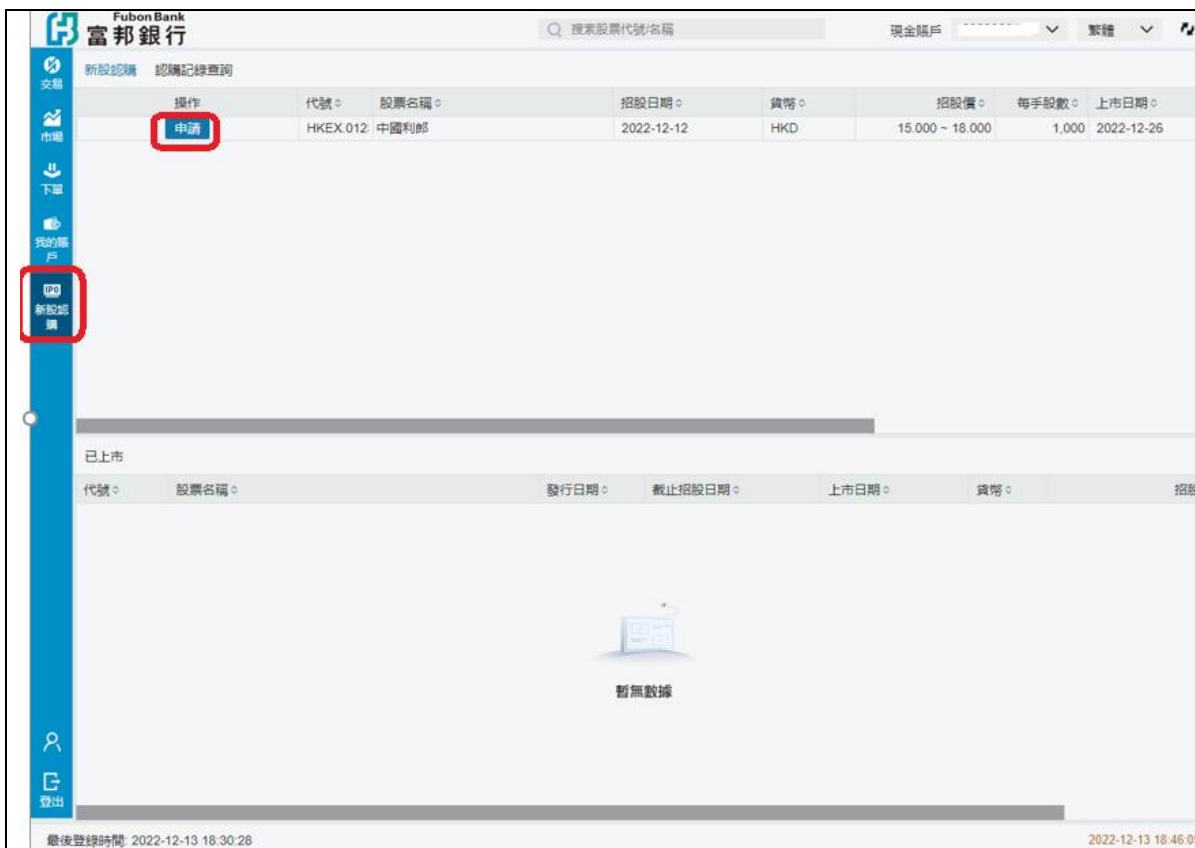 Fubon Bank
富邦銀行
搜索股票代號/名稱
現金賬戶
繁體
交易
市場
下單
我的賬
戶
IPO
新股認
購
登出
新股認購 認購記錄查詢
操作 代號 股票名稱 招股日期 貨幣 招股價 每手股數 上市日期
申請 HKEX.012 中國利郎 2022-12-12 HKD 15.000 ~ 18.000 1,000 2022-12-26
已上市
代號 股票名稱 發行日期 截止招股日期 上市日期 貨幣 招股
暫無數據
最後登錄時間: 2022-12-13 18:30:28
2022-12-13 18:46:0